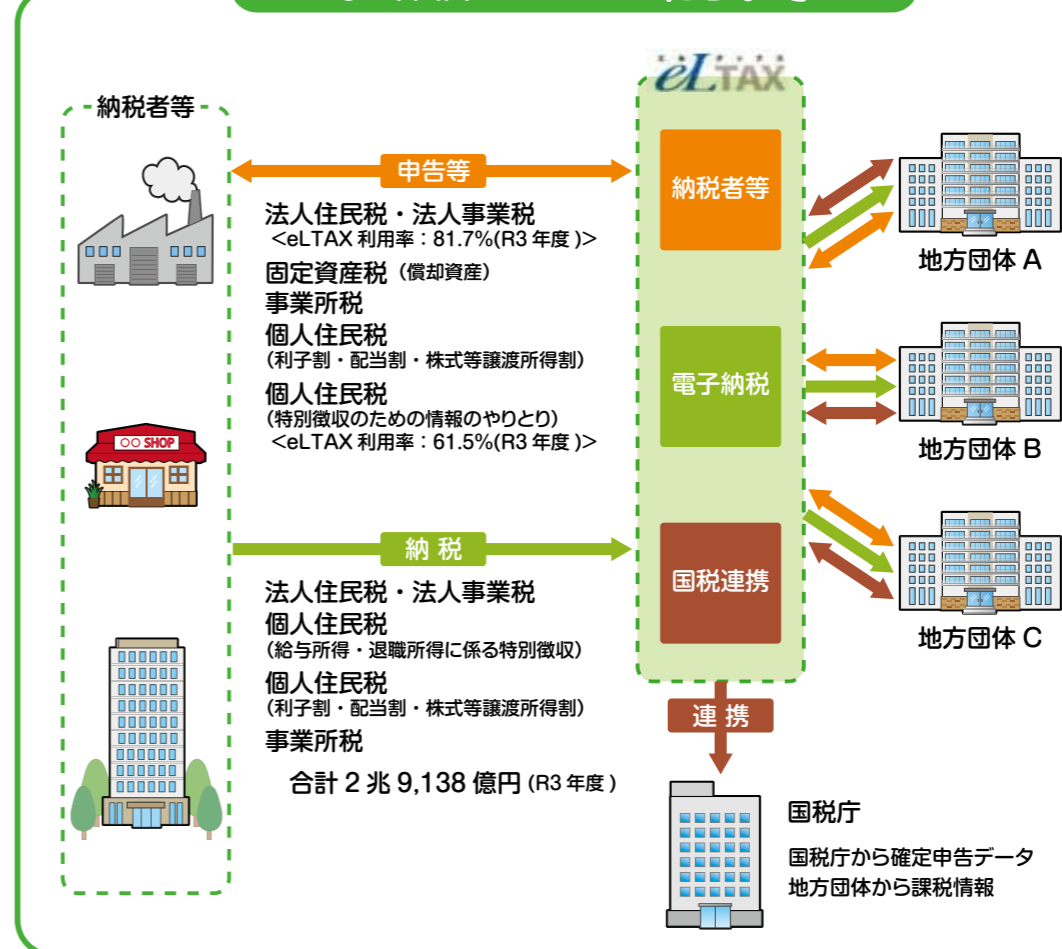 エルタックス
eLTAX
納税者等
申告等
法人住民税・法人事業税
<eLTAX 利用率：81.7%(R3 年度 )>
固定資産税 (償却資産)
事業所税
個人住民税
(利子割・配当割・株式等譲渡所得割)
個人住民税
(特別徴収のための情報のやりとり)
<eLTAX 利用率：61.5%(R3 年度 )>
○○ SHOP
納 税
法人住民税・法人事業税
個人住民税
(給与所得・退職所得に係る特別徴収)
個人住民税
(利子割・配当割・株式等譲渡所得割)
事業所税
合計 2 兆 9,138 億円 (R3 年度 )
納税者等
電子納税
国税連携
連 携
地方団体 A
地方団体 B
地方団体 C
国税庁
国税庁から確定申告データ
地方団体から課税情報